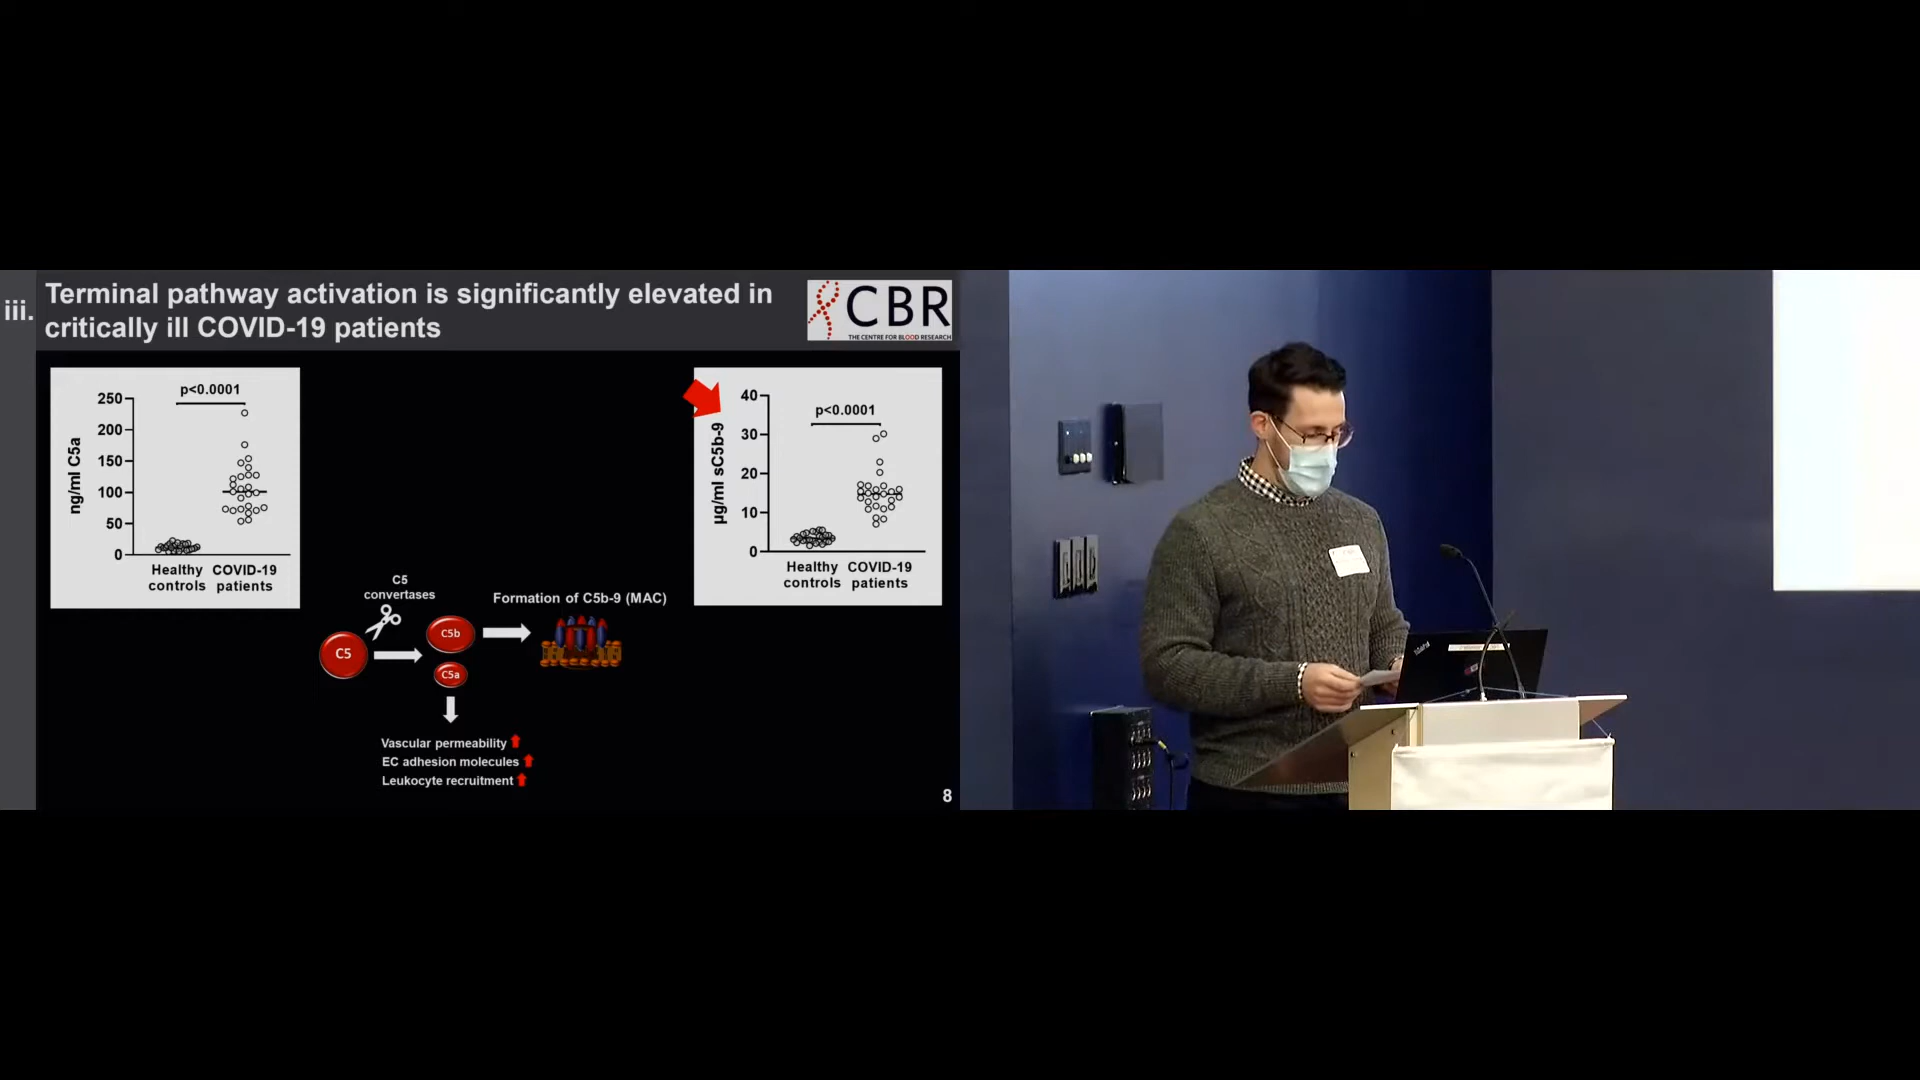 iii.
Terminal pathway activation is significantly elevated in
critically ill COVID-19 patients
CBR
THE CENTRE FOR BLOOD RESEARCH
p<0.0001
250
200
150
100
50
0
ng/ml C5a
Healthy
controls
COVID-19
patients
p<0.0001
40
30
20
10
0
µg/ml sC5b-9
Healthy
controls
COVID-19
patients
C5
convertases
Formation of C5b-9 (MAC)
C5
C5b
C5a
Vascular permeability
EC adhesion molecules
Leukocyte recruitment
8